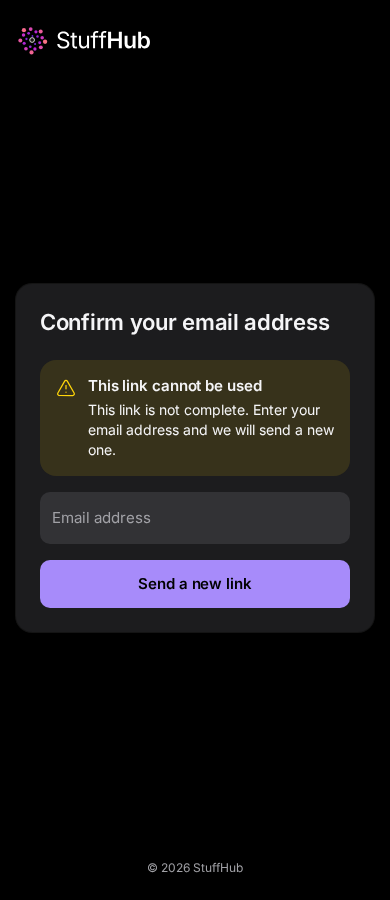 StuffHub
Confirm your email address
This link cannot be used
This link is not complete. Enter your
email address and we will send a new
one.
Email address
Send a new link
© 2026 StuffHub